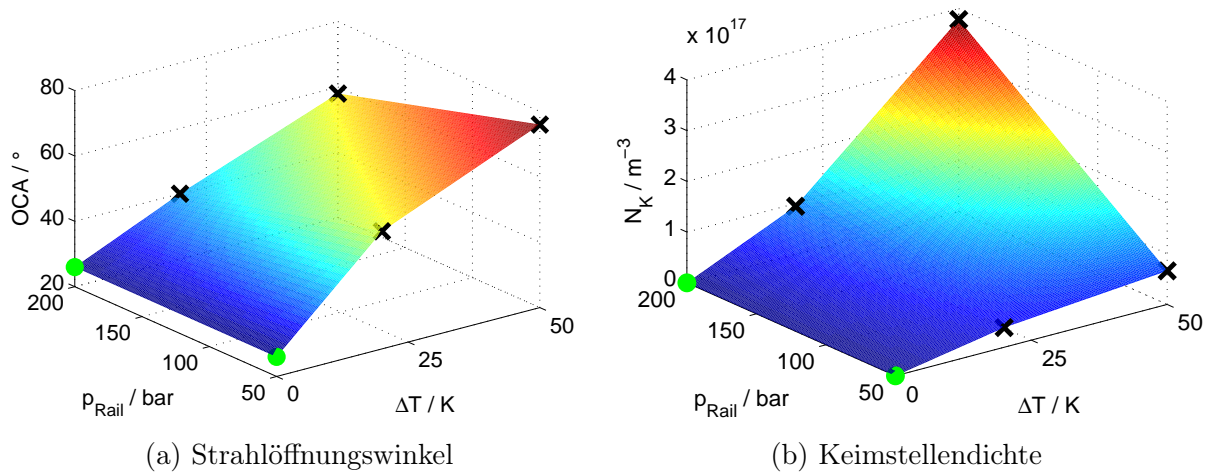 80
60
40
20
OCA / °
200
150
100
50
p_Rail / bar
0
25
50
ΔT / K
(a) Strahlöffnungswinkel
x 10^17
4
3
2
1
0
N_K / m^−3
200
150
100
50
p_Rail / bar
0
25
50
ΔT / K
(b) Keimstellendichte